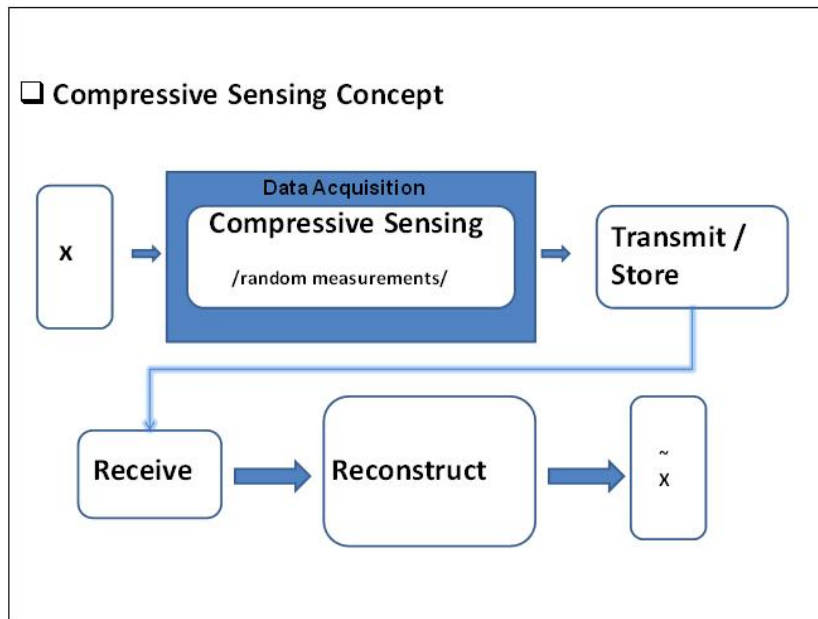 ❑ Compressive Sensing Concept
x
Data Acquisition
Compressive Sensing
/random measurements/
Transmit /
Store
Receive
Reconstruct
~
x